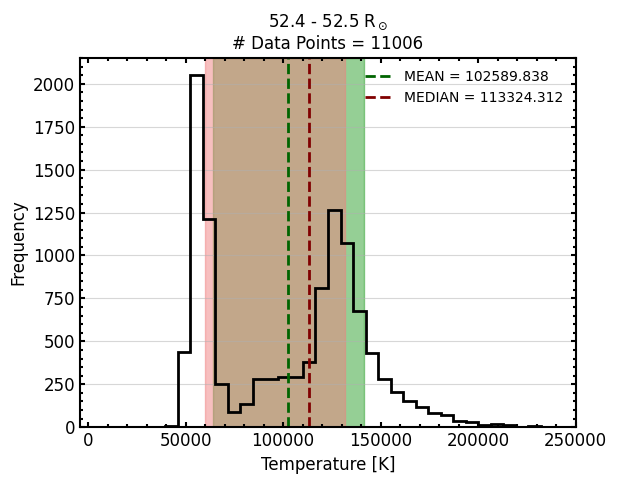 52.4 - 52.5 R⊙
# Data Points = 11006
MEAN = 102589.838
MEDIAN = 113324.312
Frequency
2000
1750
1500
1250
1000
750
500
250
0
0 50000 100000 150000 200000 250000
Temperature [K]